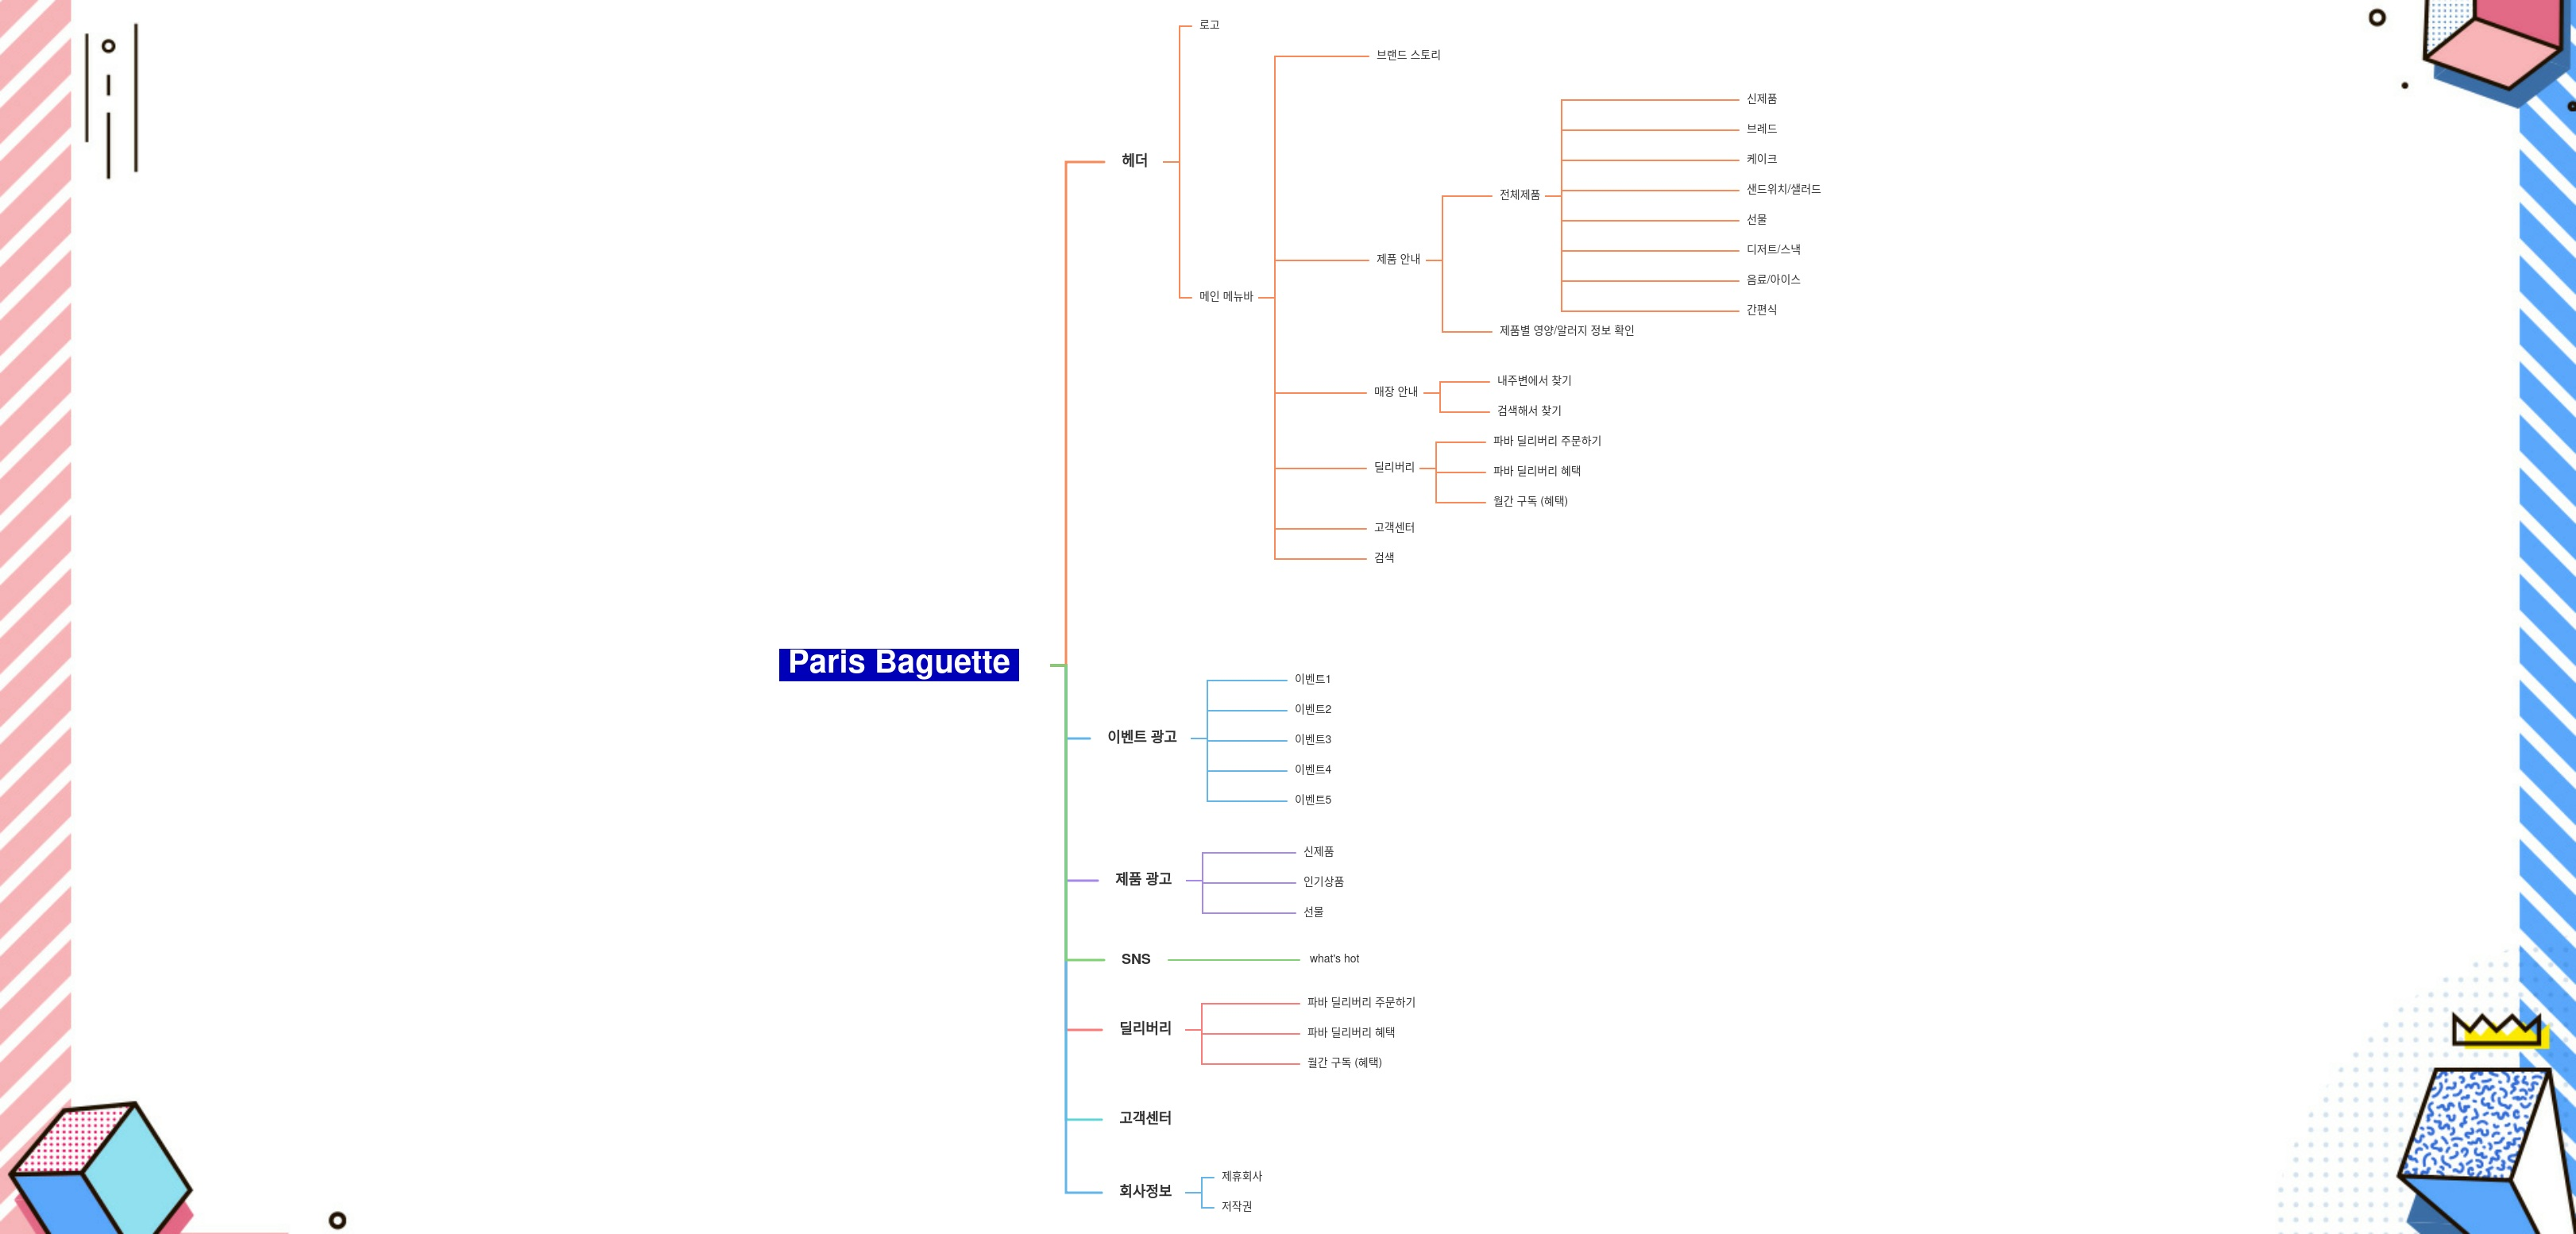 로고
브랜드 스토리
신제품
브레드
헤더
케이크
샌드위치/샐러드
전체제품
선물
디저트/스낵
제품 안내
음료/아이스
메인 메뉴바
간편식
제품별 영양/알러지 정보 확인
내주변에서 찾기
매장 안내
검색해서 찾기
파바 딜리버리 주문하기
딜리버리
파바 딜리버리 혜택
월간 구독 (혜택)
고객센터
검색
Paris Baguette
이벤트1
이벤트2
이벤트 광고
이벤트3
이벤트4
이벤트5
신제품
제품 광고
인기상품
선물
SNS
what's hot
파바 딜리버리 주문하기
딜리버리
파바 딜리버리 혜택
월간 구독 (혜택)
고객센터
제휴회사
회사정보
저작권